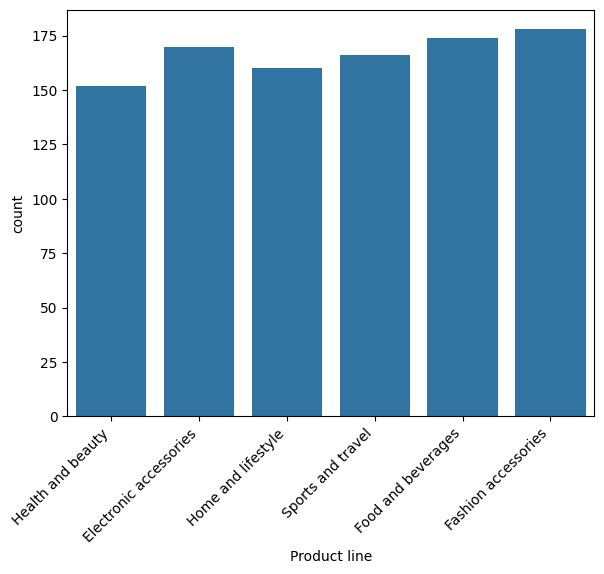 175
150
125
100
75
50
25
0
count
Health and beauty
Electronic accessories
Home and lifestyle
Sports and travel
Food and beverages
Fashion accessories
Product line